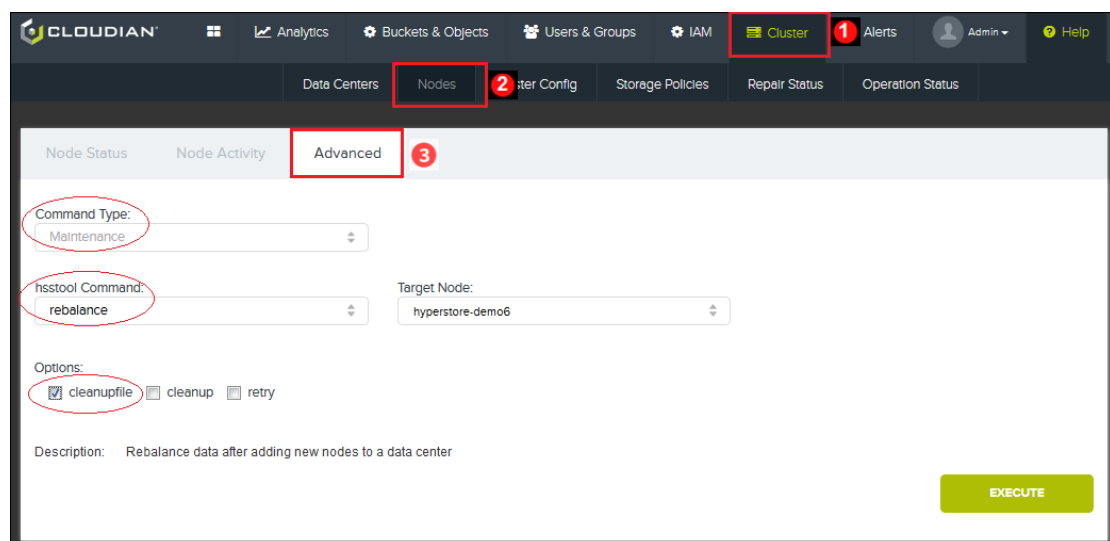 CLOUDIAN Analytics Buckets & Objects Users & Groups IAM Cluster 1 Alerts Admin Help
Data Centers Nodes 2 ster Config Storage Policies Repair Status Operation Status
Node Status Node Activity Advanced 3
Command Type:
Maintenance
hsstool Command: Target Node:
rebalance hyperstore-demo6
Options:
cleanupfile cleanup retry
Description: Rebalance data after adding new nodes to a data center
EXECUTE